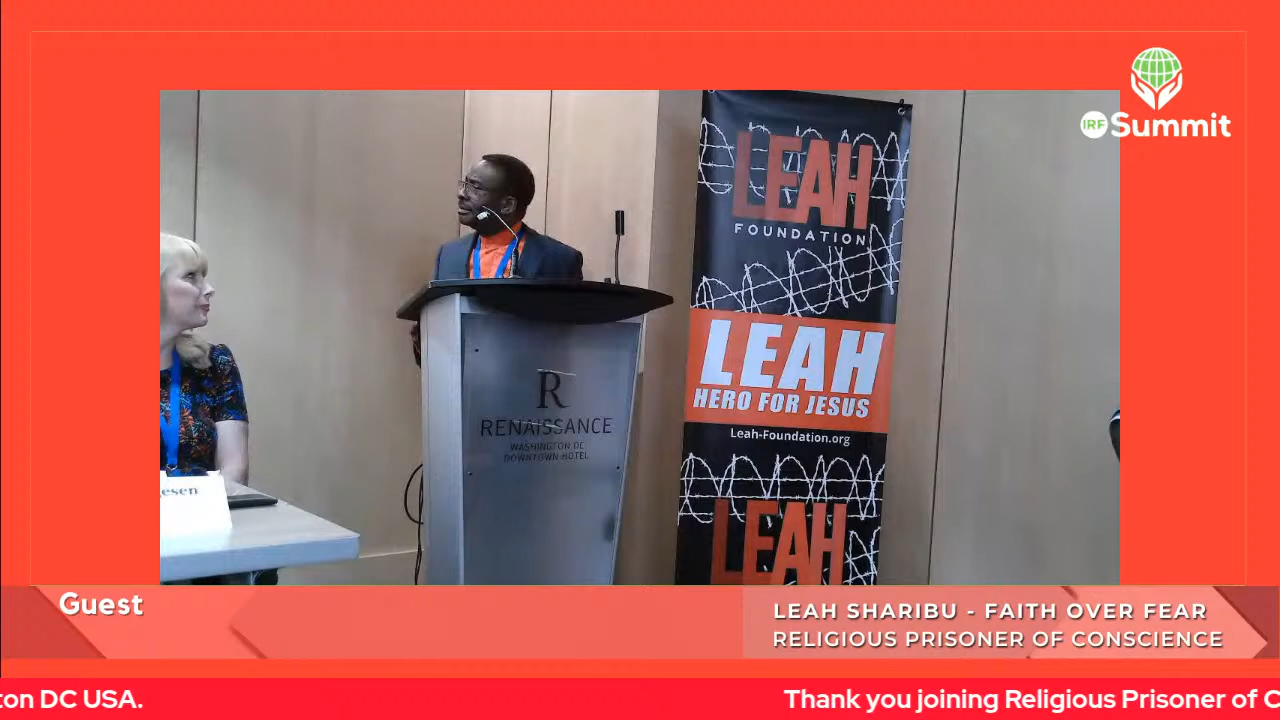 IRF Summit
LEAH
FOUNDATION
LEAH
HERO FOR JESUS
Leah-Foundation.org
LEAH
R
RENAISSANCE
WASHINGTON DC
DOWNTOWN HOTEL
esen
Guest
LEAH SHARIBU - FAITH OVER FEAR
RELIGIOUS PRISONER OF CONSCIENCE
ton DC USA.
Thank you joining Religious Prisoner of C